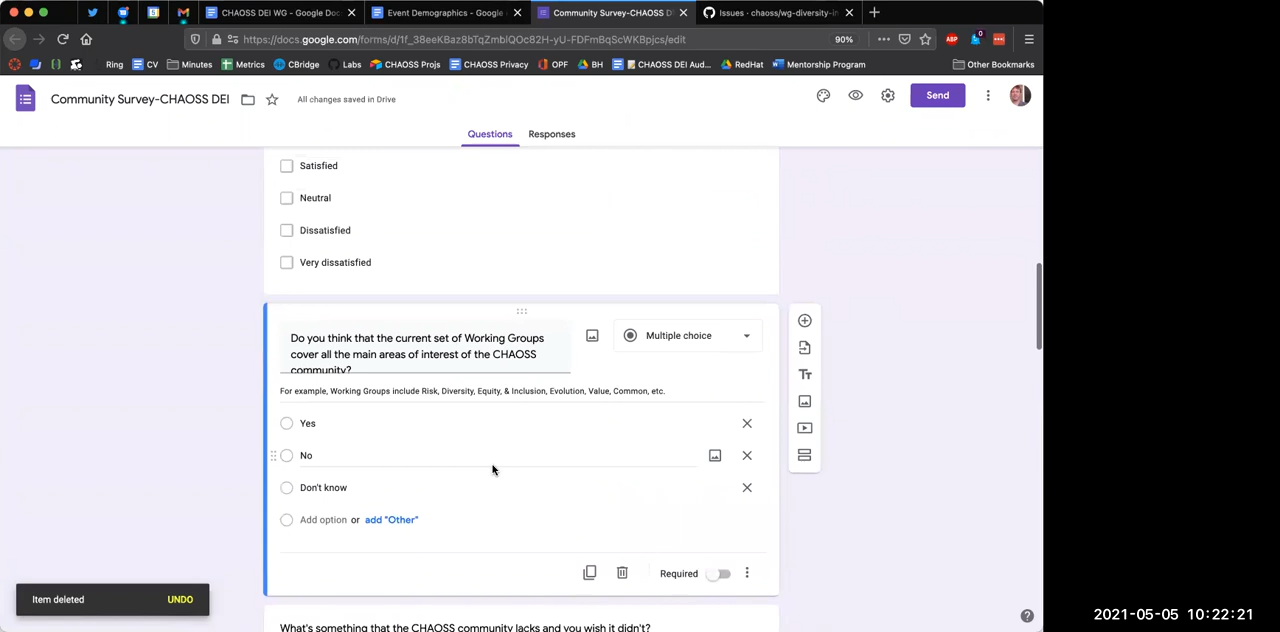 CHAOSS DEI WG - Google Doc
Event Demographics - Google
Community Survey-CHAOSS D
Issues · chaoss/wg-diversity-in
https://docs.google.com/forms/d/1f_38eeKBaz8bTqZmblQOc82H-yU-FDFmBqScWKBpjcs/edit
90%
ABP
0
Ring
CV
Minutes
Metrics
CBridge
Labs
CHAOSS Projs
CHAOSS Privacy
OPF
BH
CHAOSS DEI Aud...
RedHat
Mentorship Program
Other Bookmarks
Community Survey-CHAOSS DEI
All changes saved in Drive
Send
Questions
Responses
Satisfied
Neutral
Dissatisfied
Very dissatisfied
Do you think that the current set of Working Groups
cover all the main areas of interest of the CHAOSS
community?
Multiple choice
For example, Working Groups include Risk, Diversity, Equity, & Inclusion, Evolution, Value, Common, etc.
Yes
No
Don't know
Add option or add "Other"
Required
Item deleted
UNDO
What's something that the CHAOSS community lacks and you wish it didn't?
2021-05-05 10:22:21